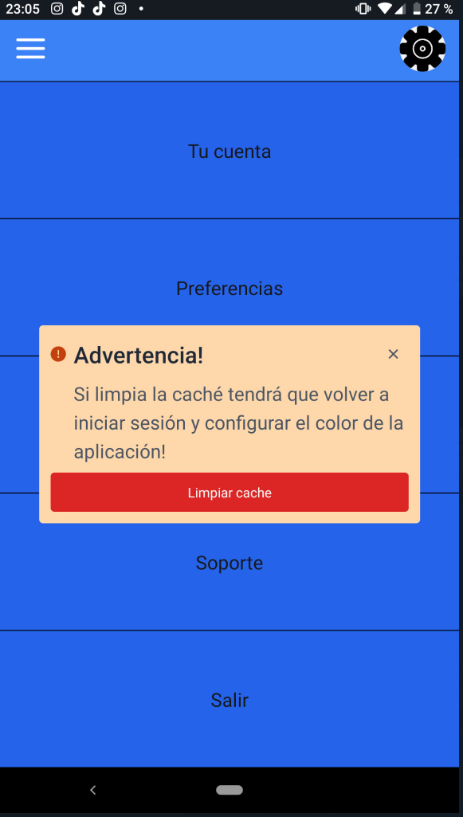 23:05 27 %
Tu cuenta
Preferencias
Advertencia!
Si limpia la caché tendrá que volver a
iniciar sesión y configurar el color de la
aplicación!
Limpiar cache
Soporte
Salir